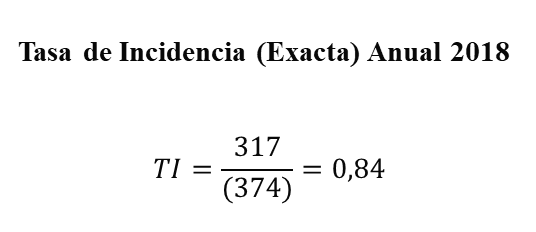 Tasa de Incidencia (Exacta) Anual 2018
𝑇𝐼 = 317/(374) = 0,84